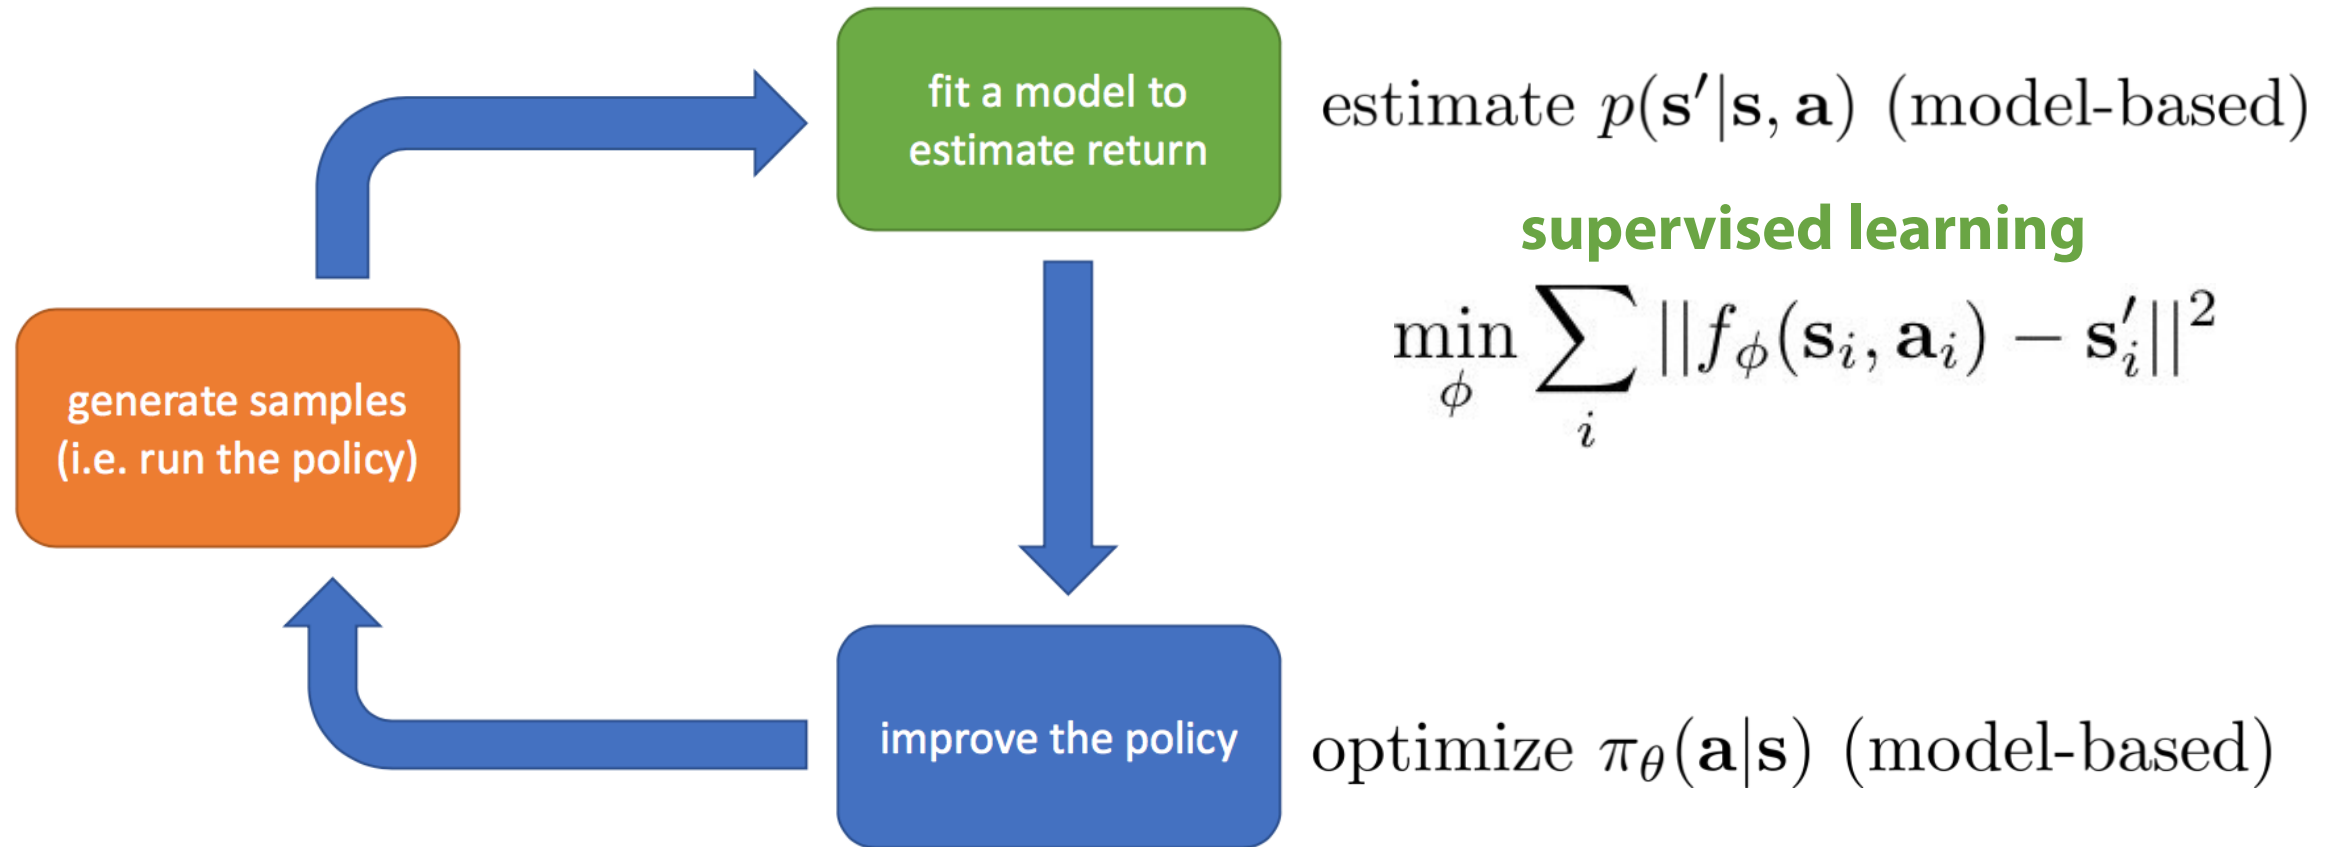 fit a model to
estimate return
estimate p(s′|s, a) (model-based)
supervised learning
min_ϕ ∑_i ||f_ϕ(s_i, a_i) − s′_i||²
generate samples
(i.e. run the policy)
improve the policy
optimize π_θ(a|s) (model-based)